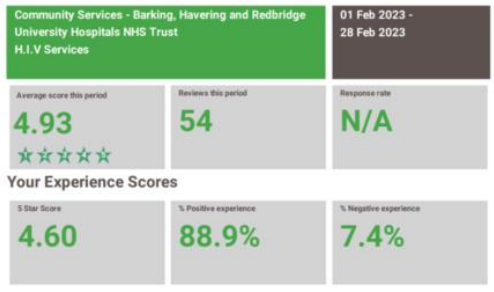 Community Services - Barking, Havering and Redbridge
University Hospitals NHS Trust
H.I.V Services
01 Feb 2023 -
28 Feb 2023
Average score this period
4.93
Reviews this period
54
Response rate
N/A
Your Experience Scores
5 Star Score
4.60
% Positive experience
88.9%
% Negative experience
7.4%